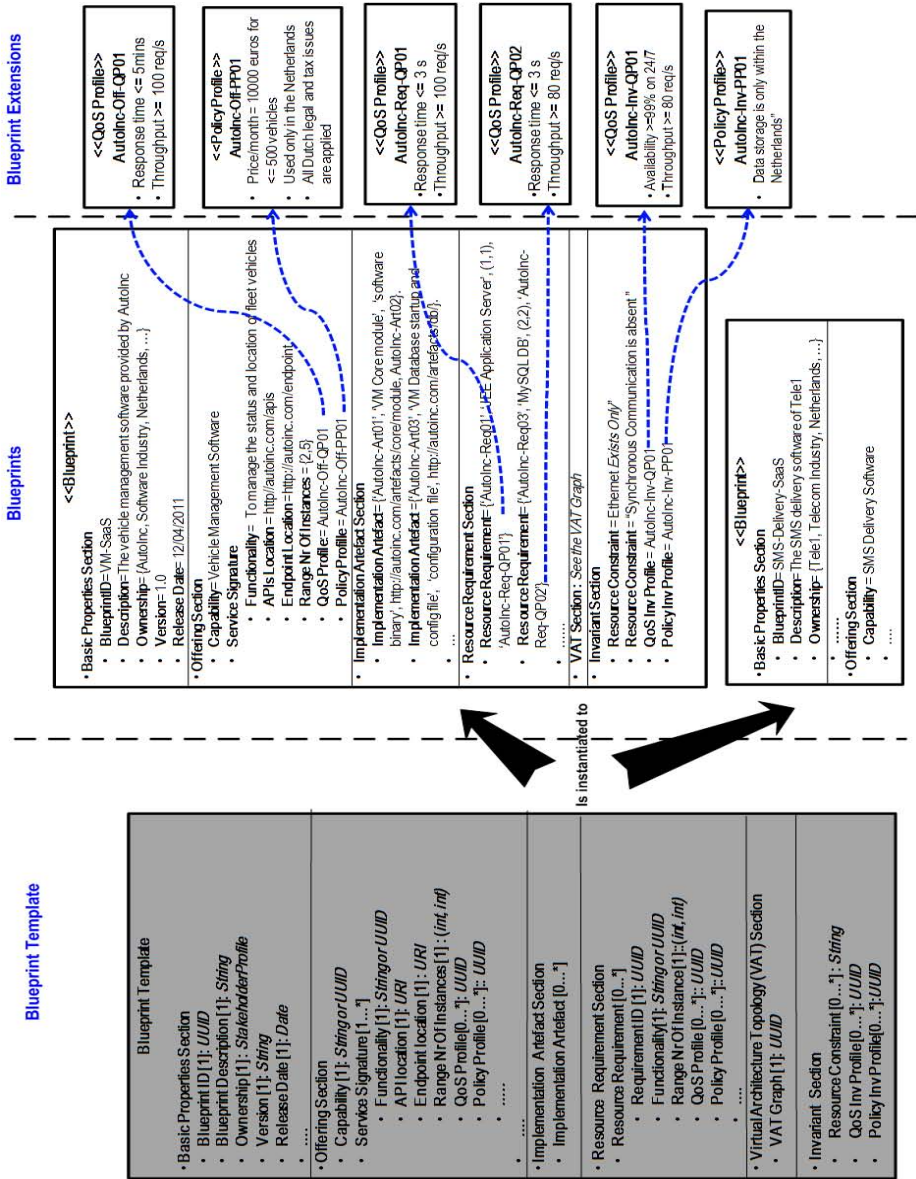 Blueprint Template
Blueprint Template
• Basic Properties Section
• Blueprint ID [1]: UUID
• Blueprint Description [1]: String
• Ownership [1]: StakeholderProfile
• Version [1]: String
• Release Date [1]: Date
• ....
• Offering Section
• Capability [1]: String or UUID
• Service Signature [1...*]
• Functionality [1]: String or UUID
• API location [1]: URI
• Endpoint location [1] : URI
• Range Nr Of Instances [1] : (int, int)
• QoS Profile[0...*]: UUID
• Policy Profile [0...*]:: UUID
• .....
• ....
• Implementation Artefact Section
• Implementation Artefact [0...*]
• Resource Requirement Section
• Resource Requirement [0...*]
• Requirement ID [1]: UUID
• Functionality[1]: String or UUID
• Range Nr Of Instance [1]::(int, int)
• QoS Profile [0...*]:: UUID
• Policy Profile [0...*]::UUID
• ....
• Virtual Architecture Topology (VAT) Section
• VAT Graph [1]: UUID
• Invariant Section
• Resource Constraint [0...*] : String
• QoS Inv Profile[0...*]: UUID
• Policy Inv Profile[0...*]:UUID
Is instantiated to
Blueprints
<<Blueprint >>
• Basic Properties Section
• BlueprintID=VM-SaaS
• Description=The vehicle management software provided by AutoInc
• Ownership= {AutoInc, Software Industry, Netherlands, …}
• Version= 1.0
• Release Date= 12/04/2011
• Offering Section
• Capability= Vehicle Management Software
• Service Signature
• Functionality = To manage the status and location of fleet vehicles
• APIs Location = http//autoinc.com/apis
• Endpoint Location =http://autoinc.com/endpoint
• Range Nr Of Instances = {2,5}
• QoS Profile:= AutoInc-Off-QP01
• Policy Profile = AutoInc-Off-PP01
• Implementation Artefact Section
• Implementation Artefact= {'AutoInc-Art01', 'VM Core module', 'software
binary', http://autoinc.com/artefacts/core/module, AutoInc-Art02}.
• Implementation Artefact ={'AutoInc-Art03', 'VM Database startup and
config file', 'configuration file', http://autoinc.com/artefacts/db/}.
• ...
• Resource Requirement Section
• Resource Requirement= {'AutoInc-Req01', 'JEE Application Server', (1,1),
'AutoInc-Req-QP01'}
• Resource Requirement= {'AutoInc-Req03', 'MySQL DB', (2,2), 'AutoInc-
Req-QP02'}
• ......
• VAT Section : See the VAT Graph
• Invariant Section
• Resource Constraint = Ethernet Exists Only”
• Resource Constraint = “Synchronous Communication is absent”
• QoS Inv Profile = AutoInc-Inv-QP01
• Policy Inv Profile = AutoInc-Inv-PP01
<<Blueprint>>
• Basic Properties Section
• BlueprintID=SMS-Delivery-SaaS
• Description=The SMS delivery software of Tele1
• Ownership= {Tele1, Telecom Industry, Netherlands, …}
• ......
• Offering Section
• Capability = SMS Delivery Software
• ....
Blueprint Extensions
<<QoS Profile>>
AutoInc-Off-QP01
• Response time <= 5mins
• Throughput >= 100 req/s
<<Policy Profile>>
AutoInc-Off-PP01
• Price/month = 10000 euros for
<= 500 vehicles
• Used only in the Netherlands
• All Dutch legal and tax issues
are applied
<<QoS Profile>>
AutoInc-Req-QP01
• Response time <= 3 s
• Throughput >= 100 req/s
<<QoS Profile>>
AutoInc-Req-QP02
• Response time <= 3 s
• Throughput >= 80 req/s
<<QoS Profile>>
AutoInc-Inv-QP01
• Availability >=99% on 24/7
• Throughput >= 80 req/s
<<Policy Profile>>
AutoInc-Inv-PP01
• Data storage is only within the
Netherlands”